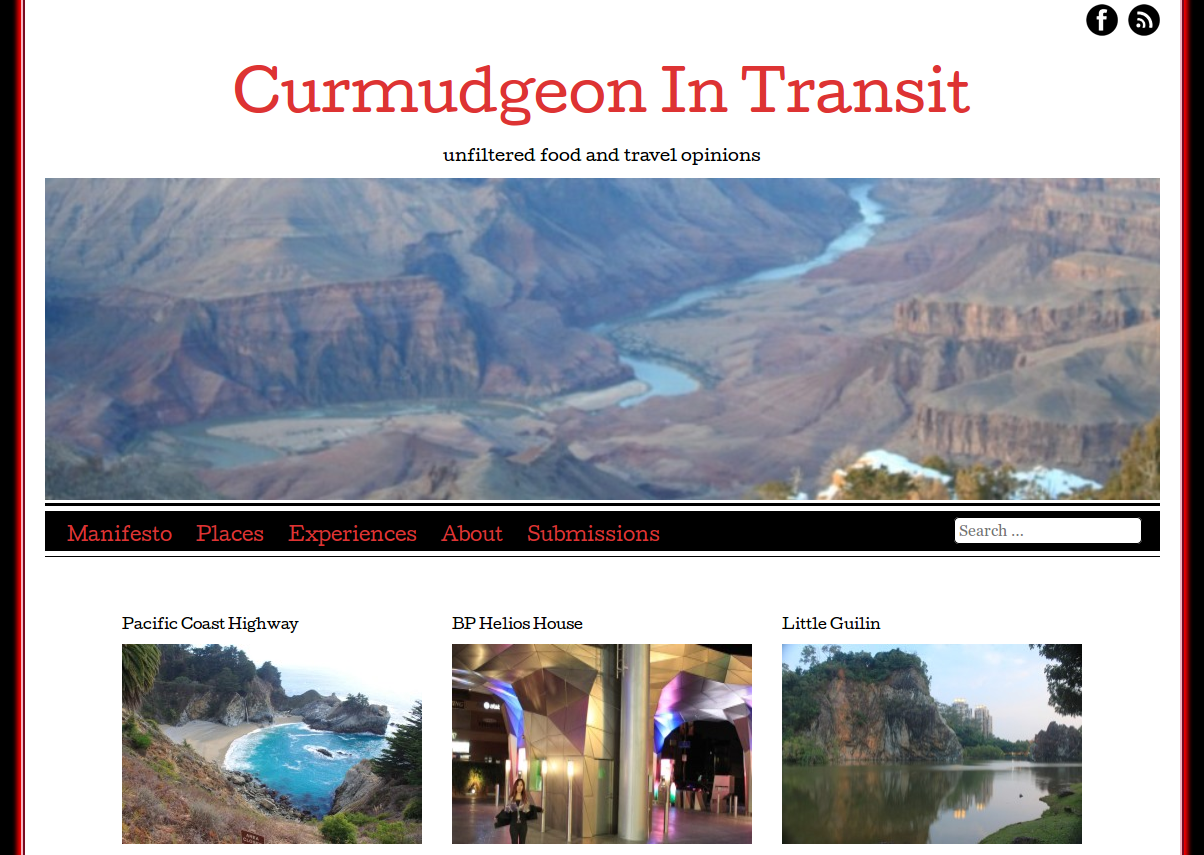 Curmudgeon In Transit
unfiltered food and travel opinions
Manifesto Places Experiences About Submissions Search ...
Pacific Coast Highway BP Helios House Little Guilin
at&t